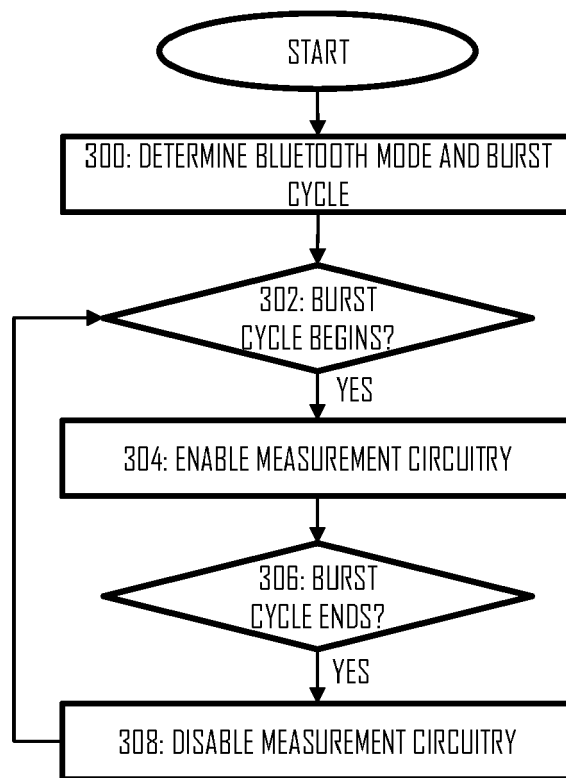 START
300: DETERMINE BLUETOOTH MODE AND BURST
CYCLE
302: BURST
CYCLE BEGINS?
YES
304: ENABLE MEASUREMENT CIRCUITRY
306: BURST
CYCLE ENDS?
YES
308: DISABLE MEASUREMENT CIRCUITRY